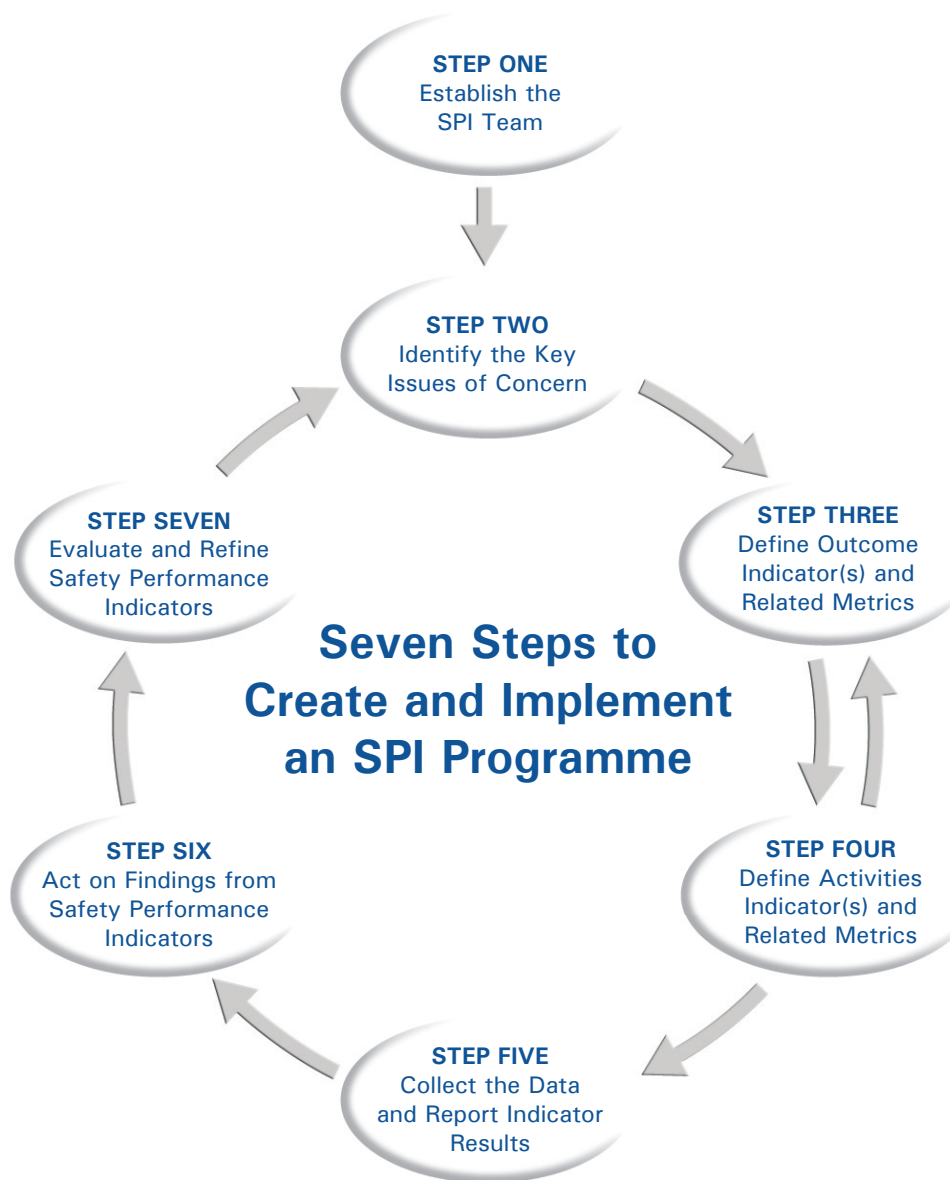 STEP ONE
Establish the
SPI Team
STEP TWO
Identify the Key
Issues of Concern
STEP THREE
Define Outcome
Indicator(s) and
Related Metrics
STEP FOUR
Define Activities
Indicator(s) and
Related Metrics
STEP FIVE
Collect the Data
and Report Indicator
Results
STEP SIX
Act on Findings from
Safety Performance
Indicators
STEP SEVEN
Evaluate and Refine
Safety Performance
Indicators
Seven Steps to
Create and Implement
an SPI Programme